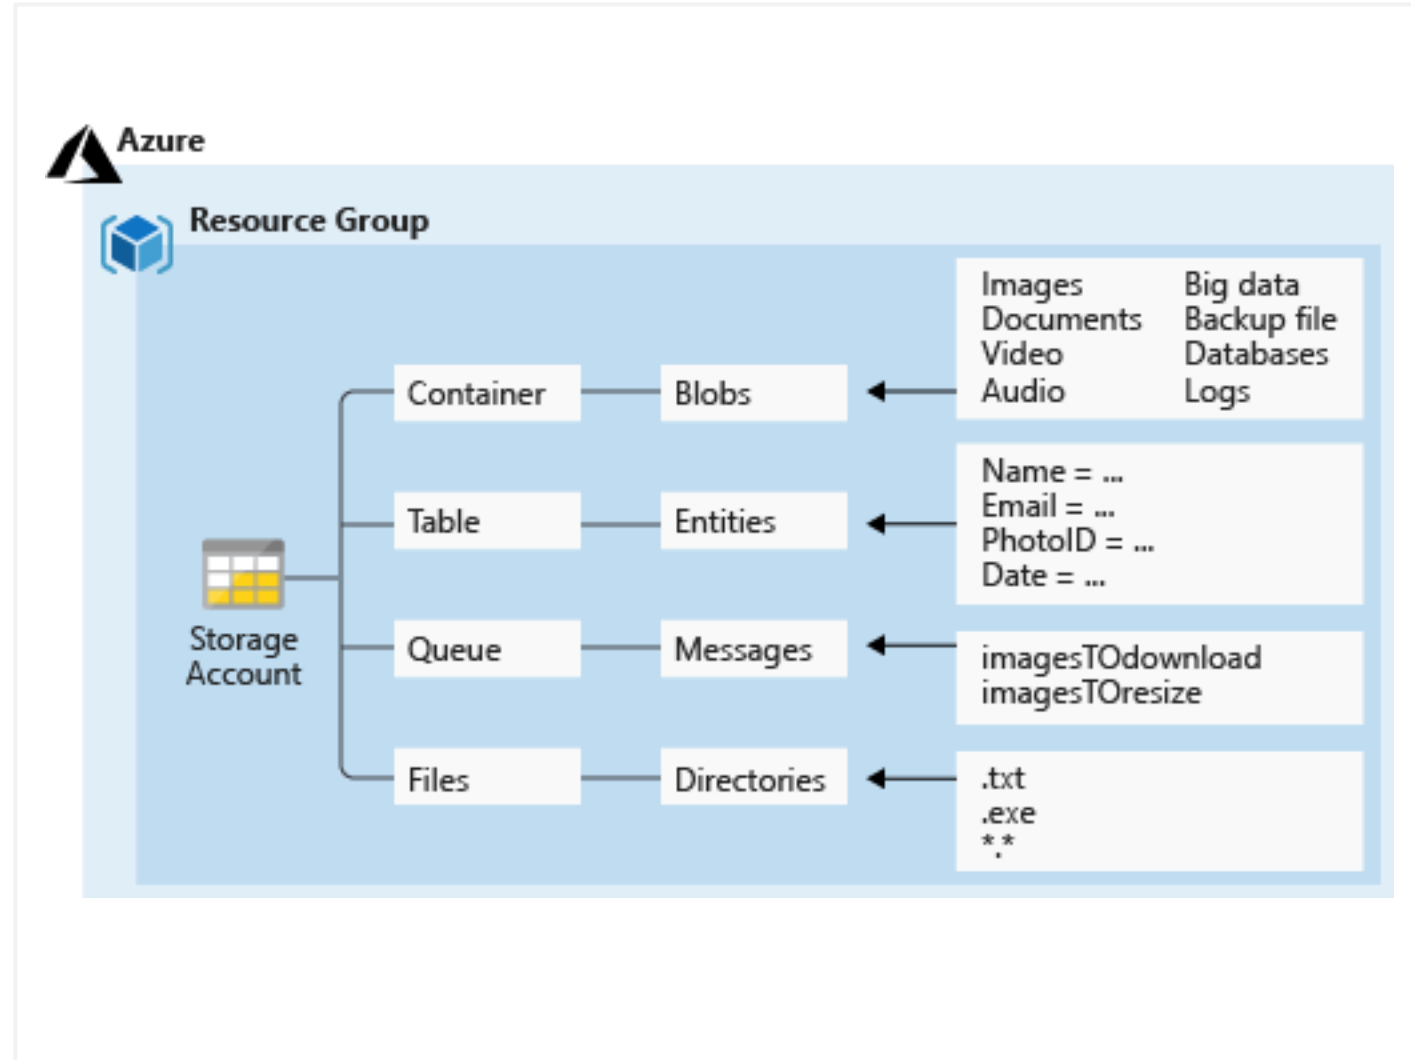 Azure
Resource Group
Storage
Account
Container
Blobs
Images
Documents
Video
Audio
Big data
Backup file
Databases
Logs
Table
Entities
Name = ...
Email = ...
PhotoID = ...
Date = ...
Queue
Messages
imagesTOdownload
imagesTOresize
Files
Directories
.txt
.exe
*.*